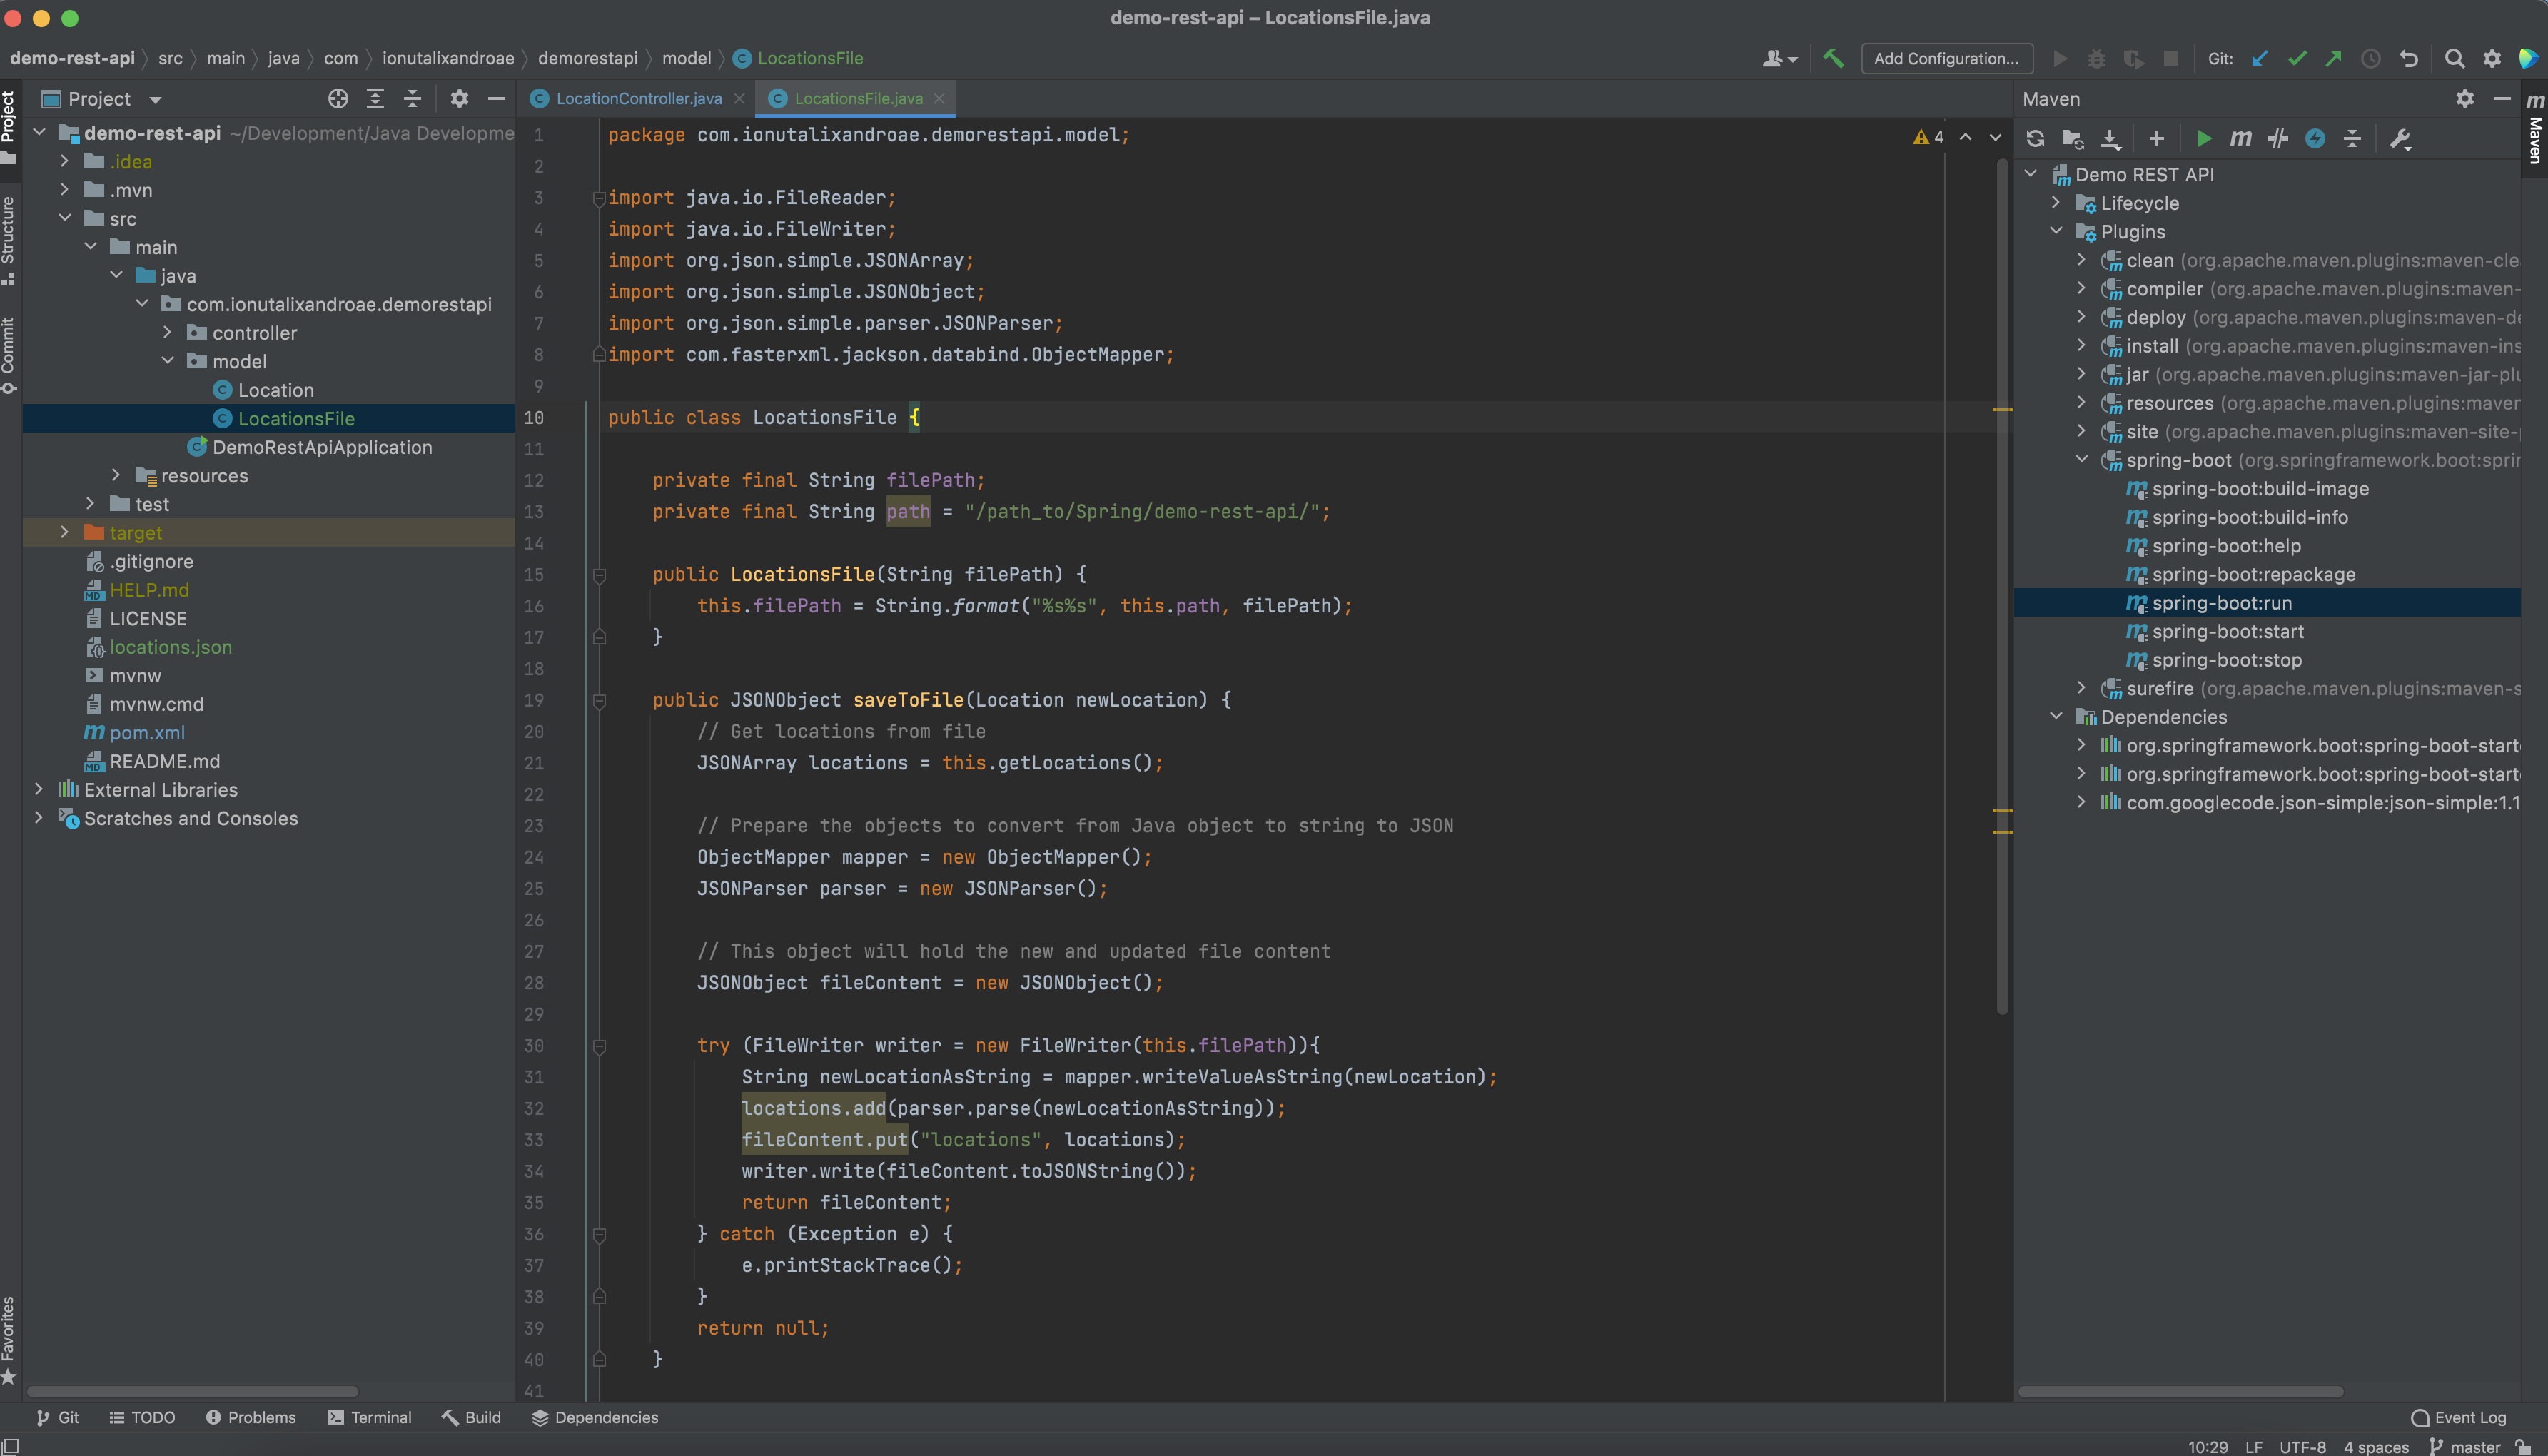 demo-rest-api – LocationsFile.java
demo-rest-api src main java com ionutalixandroae demorestapi model LocationsFile
Add Configuration...
Git:
Project
LocationController.java
LocationsFile.java
Maven
Project
Structure
Commit
Favorites
Maven
demo-rest-api ~/Development/Java Developme
.idea
.mvn
src
main
java
com.ionutalixandroae.demorestapi
controller
model
Location
LocationsFile
DemoRestApiApplication
resources
test
target
.gitignore
HELP.md
LICENSE
locations.json
mvnw
mvnw.cmd
pom.xml
README.md
External Libraries
Scratches and Consoles
4
1 package com.ionutalixandroae.demorestapi.model;
2
3 import java.io.FileReader;
4 import java.io.FileWriter;
5 import org.json.simple.JSONArray;
6 import org.json.simple.JSONObject;
7 import org.json.simple.parser.JSONParser;
8 import com.fasterxml.jackson.databind.ObjectMapper;
9
10 public class LocationsFile {
11
12 private final String filePath;
13 private final String path = "/path_to/Spring/demo-rest-api/";
14
15 public LocationsFile(String filePath) {
16 this.filePath = String.format("%s%s", this.path, filePath);
17 }
18
19 public JSONObject saveToFile(Location newLocation) {
20 // Get locations from file
21 JSONArray locations = this.getLocations();
22
23 // Prepare the objects to convert from Java object to string to JSON
24 ObjectMapper mapper = new ObjectMapper();
25 JSONParser parser = new JSONParser();
26
27 // This object will hold the new and updated file content
28 JSONObject fileContent = new JSONObject();
29
30 try (FileWriter writer = new FileWriter(this.filePath)){
31 String newLocationAsString = mapper.writeValueAsString(newLocation);
32 locations.add(parser.parse(newLocationAsString));
33 fileContent.put("locations", locations);
34 writer.write(fileContent.toJSONString());
35 return fileContent;
36 } catch (Exception e) {
37 e.printStackTrace();
38 }
39 return null;
40 }
41
Demo REST API
Lifecycle
Plugins
clean (org.apache.maven.plugins:maven-cle
compiler (org.apache.maven.plugins:maven-
deploy (org.apache.maven.plugins:maven-de
install (org.apache.maven.plugins:maven-ins
jar (org.apache.maven.plugins:maven-jar-plu
resources (org.apache.maven.plugins:maven
site (org.apache.maven.plugins:maven-site-
spring-boot (org.springframework.boot:sprin
spring-boot:build-image
spring-boot:build-info
spring-boot:help
spring-boot:repackage
spring-boot:run
spring-boot:start
spring-boot:stop
surefire (org.apache.maven.plugins:maven-s
Dependencies
org.springframework.boot:spring-boot-start
org.springframework.boot:spring-boot-start
com.googlecode.json-simple:json-simple:1.1
Git TODO Problems Terminal Build Dependencies
Event Log
10:29 LF UTF-8 4 spaces master